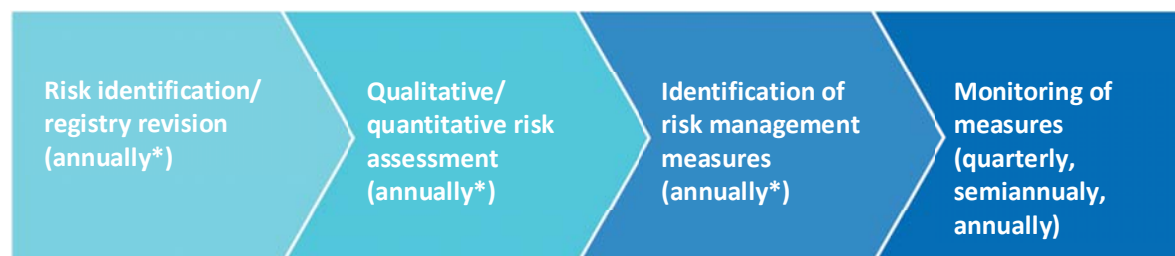 Risk identification/
registry revision
(annually*)
Qualitative/
quantitative risk
assessment
(annually*)
Identification of
risk management
measures
(annually*)
Monitoring of
measures
(quarterly,
semiannualy,
annually)